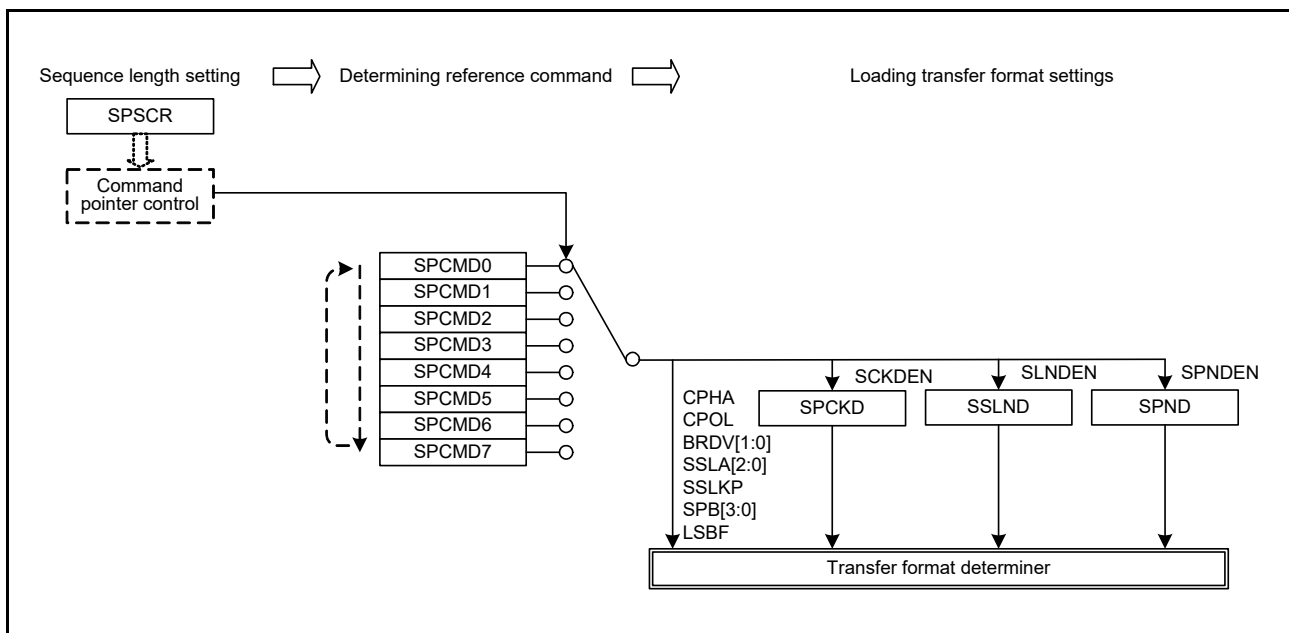 Sequence length setting
Determining reference command
Loading transfer format settings
SPSCR
Command
pointer control
SPCMD0
SPCMD1
SPCMD2
SPCMD3
SPCMD4
SPCMD5
SPCMD6
SPCMD7
CPHA
CPOL
BRDV[1:0]
SSLA[2:0]
SSLKP
SPB[3:0]
LSBF
SCKDEN
SPCKD
SLNDEN
SSLND
SPNDEN
SPND
Transfer format determiner